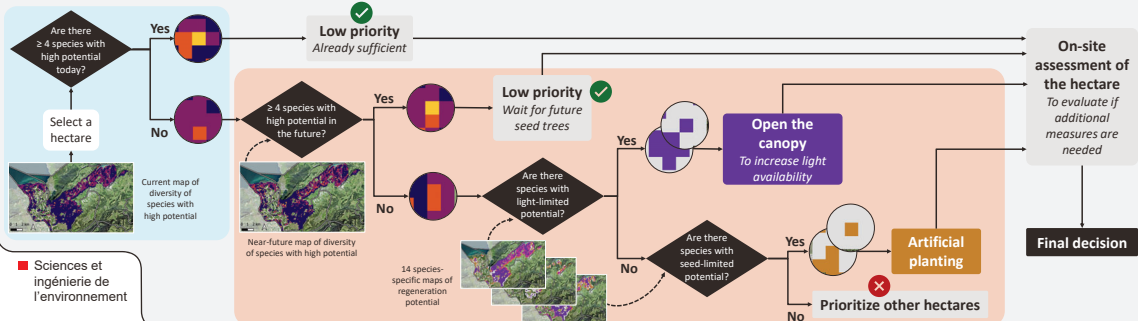 Are there
≥ 4 species with
high potential
today?
Yes
No
Select a
hectare
Current map of
diversity of
species with
high potential
Low priority
Already sufficient
≥ 4 species with
high potential in
the future?
Yes
No
Near-future map of diversity
of species with high potential
Low priority
Wait for future
seed trees
Are there
species with
light-limited
potential?
Yes
No
14 species-
specific maps of
regeneration
potential
Open the
canopy
To increase light
availability
Are there
species with
seed-limited
potential?
Yes
No
Artificial
planting
Prioritize other hectares
On-site
assessment of
the hectare
To evaluate if
additional
measures are
needed
Final decision
Sciences et
ingénierie de
l'environnement